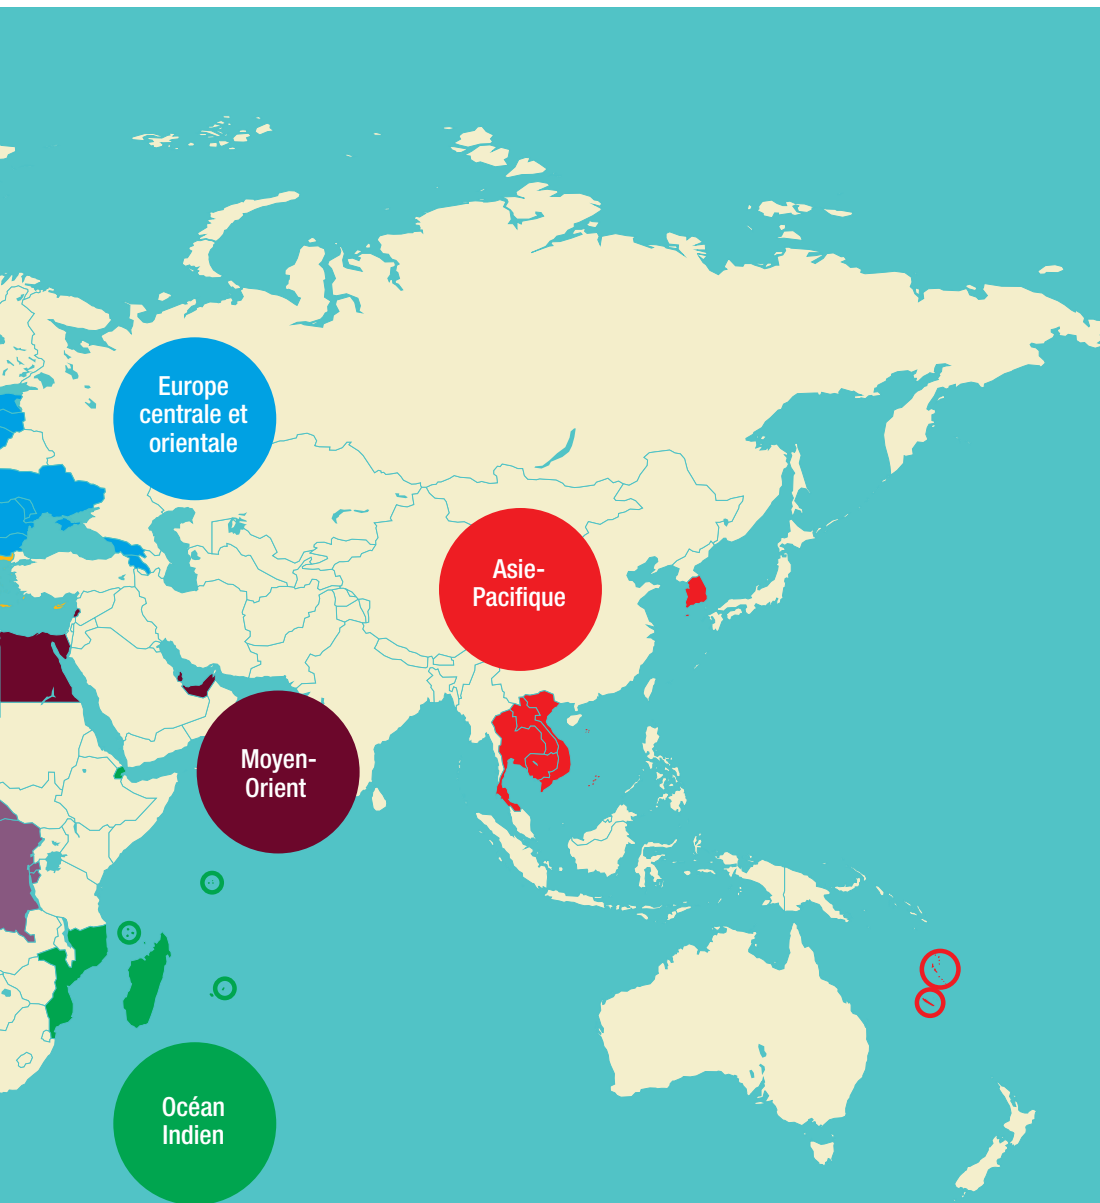 Europe
centrale et
orientale
Asie-
Pacifique
Moyen-
Orient
Océan
Indien